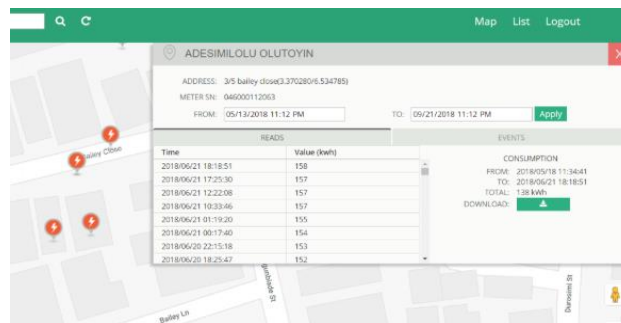 Map List Logout
ADESIMILOLU OLUTOYIN
ADDRESS: 3/5 bailey close(3.370280/6.534785)
METER SN: 046000112063
FROM: 05/13/2018 11:12 PM TO: 09/21/2018 11:12 PM Apply
READS EVENTS
Time Value (kwh)
2018/06/21 18:18:51 158
2018/06/21 17:25:30 157
2018/06/21 12:22:08 157
2018/06/21 10:33:46 157
2018/06/21 01:19:20 155
2018/06/21 00:17:40 154
2018/06/20 22:15:18 153
2018/06/20 18:25:47 152
CONSUMPTION
FROM: 2018/05/18 11:34:41
TO: 2018/06/21 18:18:51
TOTAL: 138 kWh
DOWNLOAD:
Bailey Close
Bailey Ln
Durosimi St